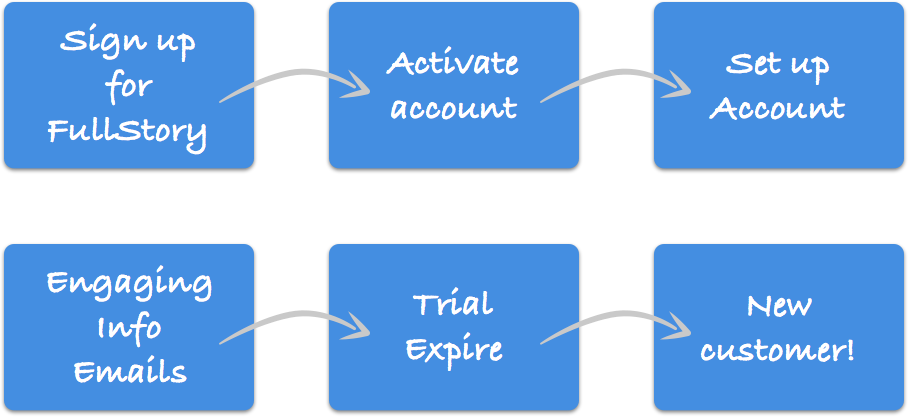 Sign up
for
FullStory
Activate
account
Set up
Account
Engaging
Info
Emails
Trial
Expire
New
customer!